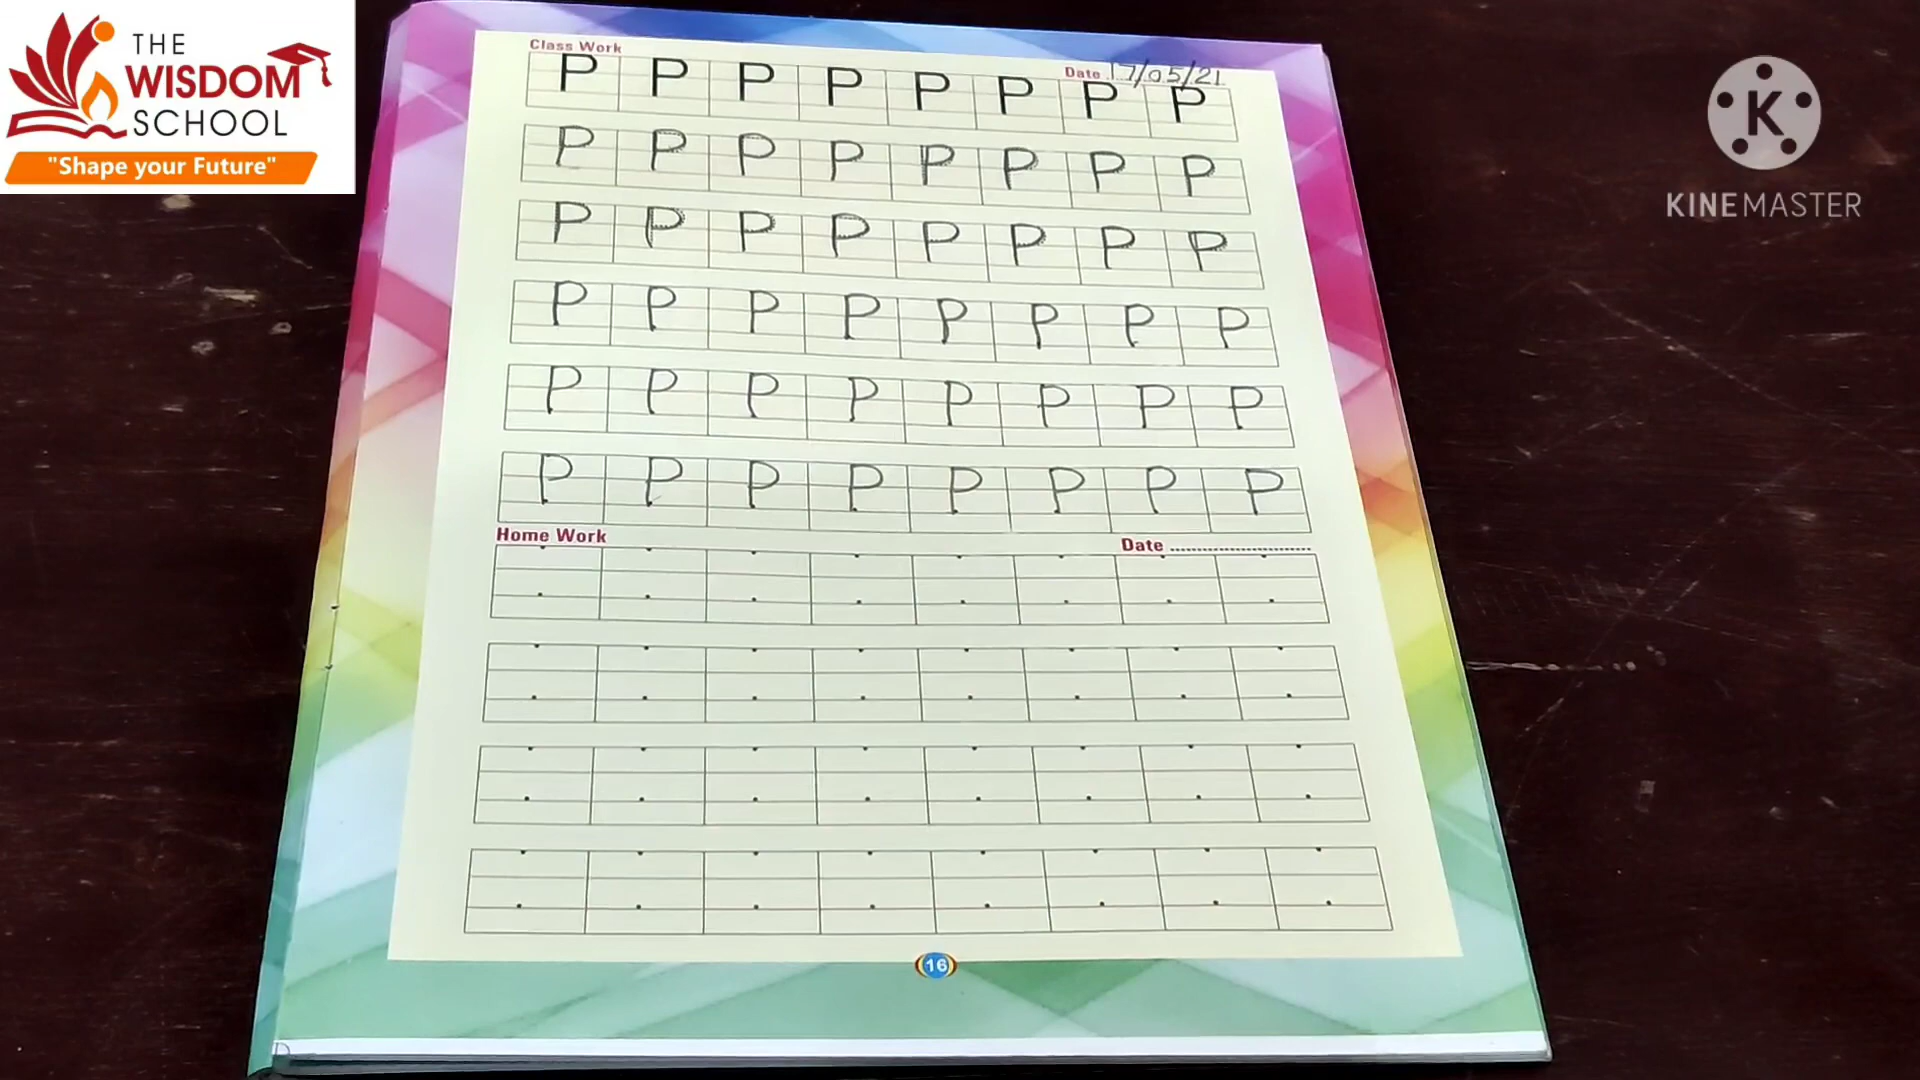 THE
WISDOM
SCHOOL
"Shape your Future"
K
KINEMASTER
Class Work
Date 17/05/21
P P P P P P P P
P P P P P P P P
P P P P P P P P
P P P P P P P P
P P P P P P P P
P P P P P P P P
Home Work
Date ........................
16